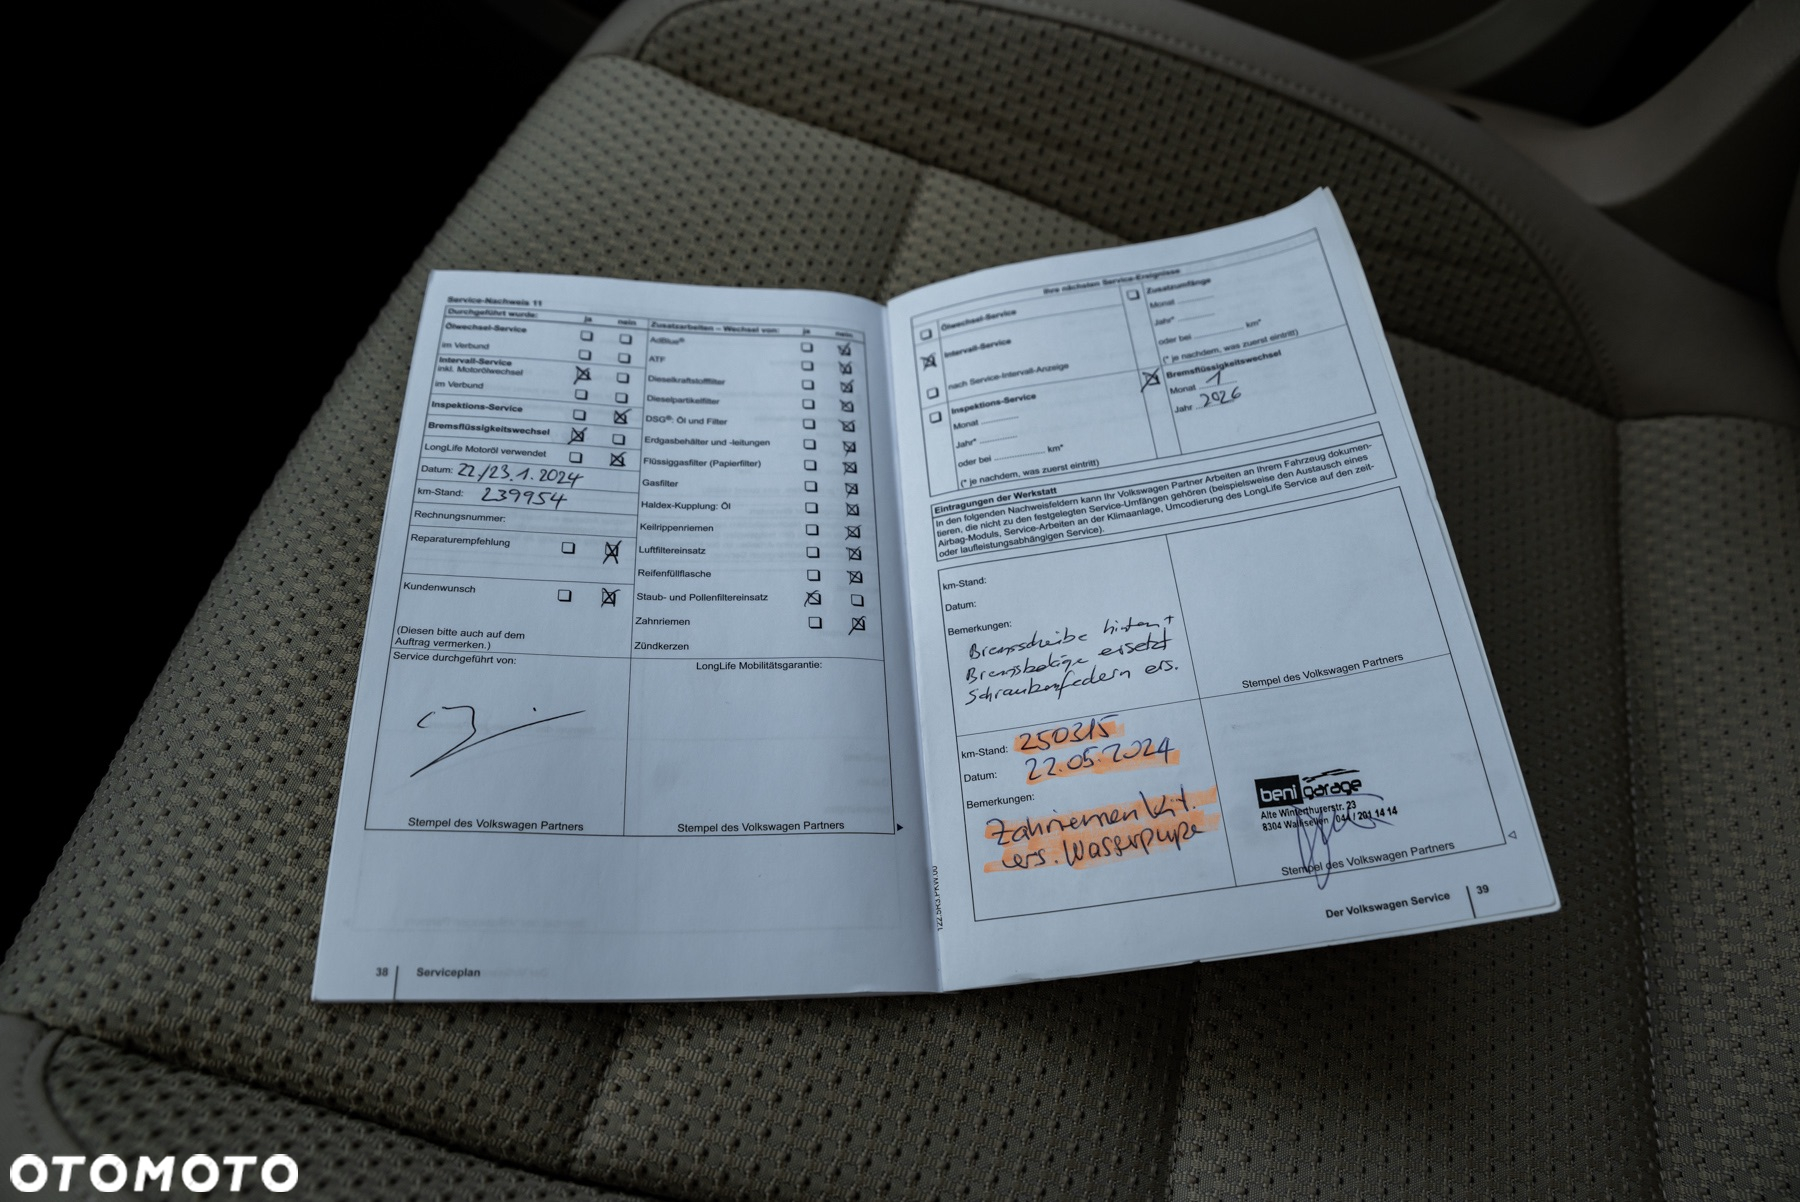 Service-Nachweis 11
Durchgeführt wurde: ja nein
Ölwechsel-Service
im Verbund
Intervall-Service
inkl. Motorölwechsel
im Verbund
Inspektions-Service
Bremsflüssigkeitswechsel
LongLife Motoröl verwendet
Datum: 22./23.1.2024
km-Stand: 239954
Rechnungsnummer:
Reparaturempfehlung
Kundenwunsch
(Diesen bitte auch auf dem
Auftrag vermerken.)
Service durchgeführt von:
Stempel des Volkswagen Partners
Zusatzarbeiten – Wechsel von: ja nein
AdBlue®
ATF
Dieselkraftstofffilter
Dieselpartikelfilter
DSG®: Öl und Filter
Erdgasbehälter und -leitungen
Flüssiggasfilter (Papierfilter)
Gasfilter
Haldex-Kupplung: Öl
Keilrippenriemen
Luftfiltereinsatz
Reifenfüllflasche
Staub- und Pollenfiltereinsatz
Zahnriemen
Zündkerzen
LongLife Mobilitätsgarantie:
Stempel des Volkswagen Partners
38 Serviceplan
Ihre nächsten Service-Ereignisse
Ölwechsel-Service
Intervall-Service
nach Service-Intervall-Anzeige
Inspektions-Service
Monat
Jahr*
oder bei km*
(* je nachdem, was zuerst eintritt)
Zusatzumfänge
Monat
Jahr*
oder bei km*
(* je nachdem, was zuerst eintritt)
Bremsflüssigkeitswechsel
Monat 1
Jahr 2026
Eintragungen der Werkstatt
In den folgenden Nachweisfeldern kann Ihr Volkswagen Partner Arbeiten an Ihrem Fahrzeug dokumen-
tieren, die nicht zu den festgelegten Service-Umfängen gehören (beispielsweise den Austausch eines
Airbag-Moduls, Service-Arbeiten an der Klimaanlage, Umcodierung des LongLife Service auf den zeit-
oder laufleistungsabhängigen Service).
km-Stand:
Datum:
Bemerkungen:
Bremsscheibe hinten +
Bremsbeläge ersetzt
Schraubenfedern ers.
Stempel des Volkswagen Partners
km-Stand: 250315
Datum: 22.05.2024
Bemerkungen:
Zahnriemen Kit.
ers. Wasserpumpe
beni garage
Alte Winterthurerstr. 23
8304 Wallisellen / 044 / 201 14 14
Stempel des Volkswagen Partners
Der Volkswagen Service 39
OTOMOTO